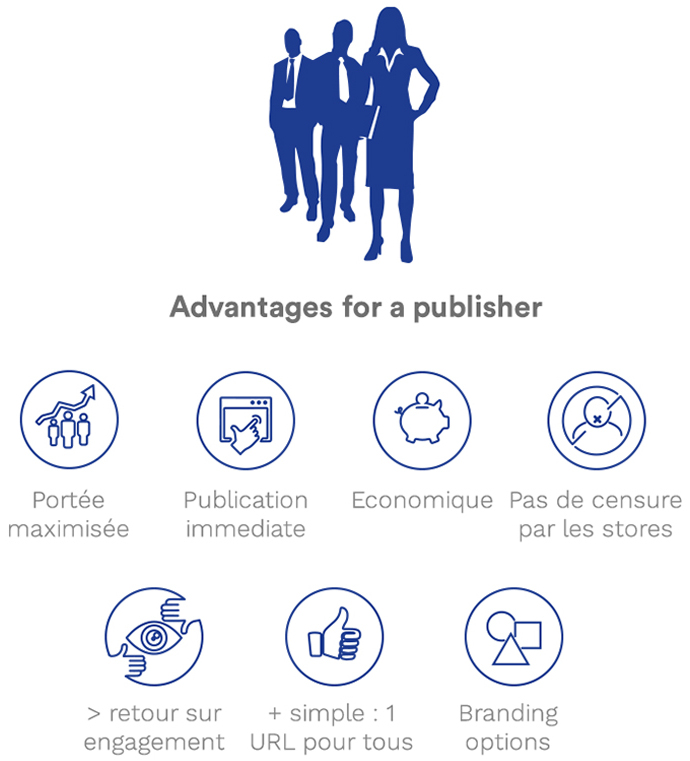 Advantages for a publisher
Portée
maximisée
Publication
immediate
Economique
Pas de censure
par les stores
> retour sur
engagement
+ simple : 1
URL pour tous
Branding
options